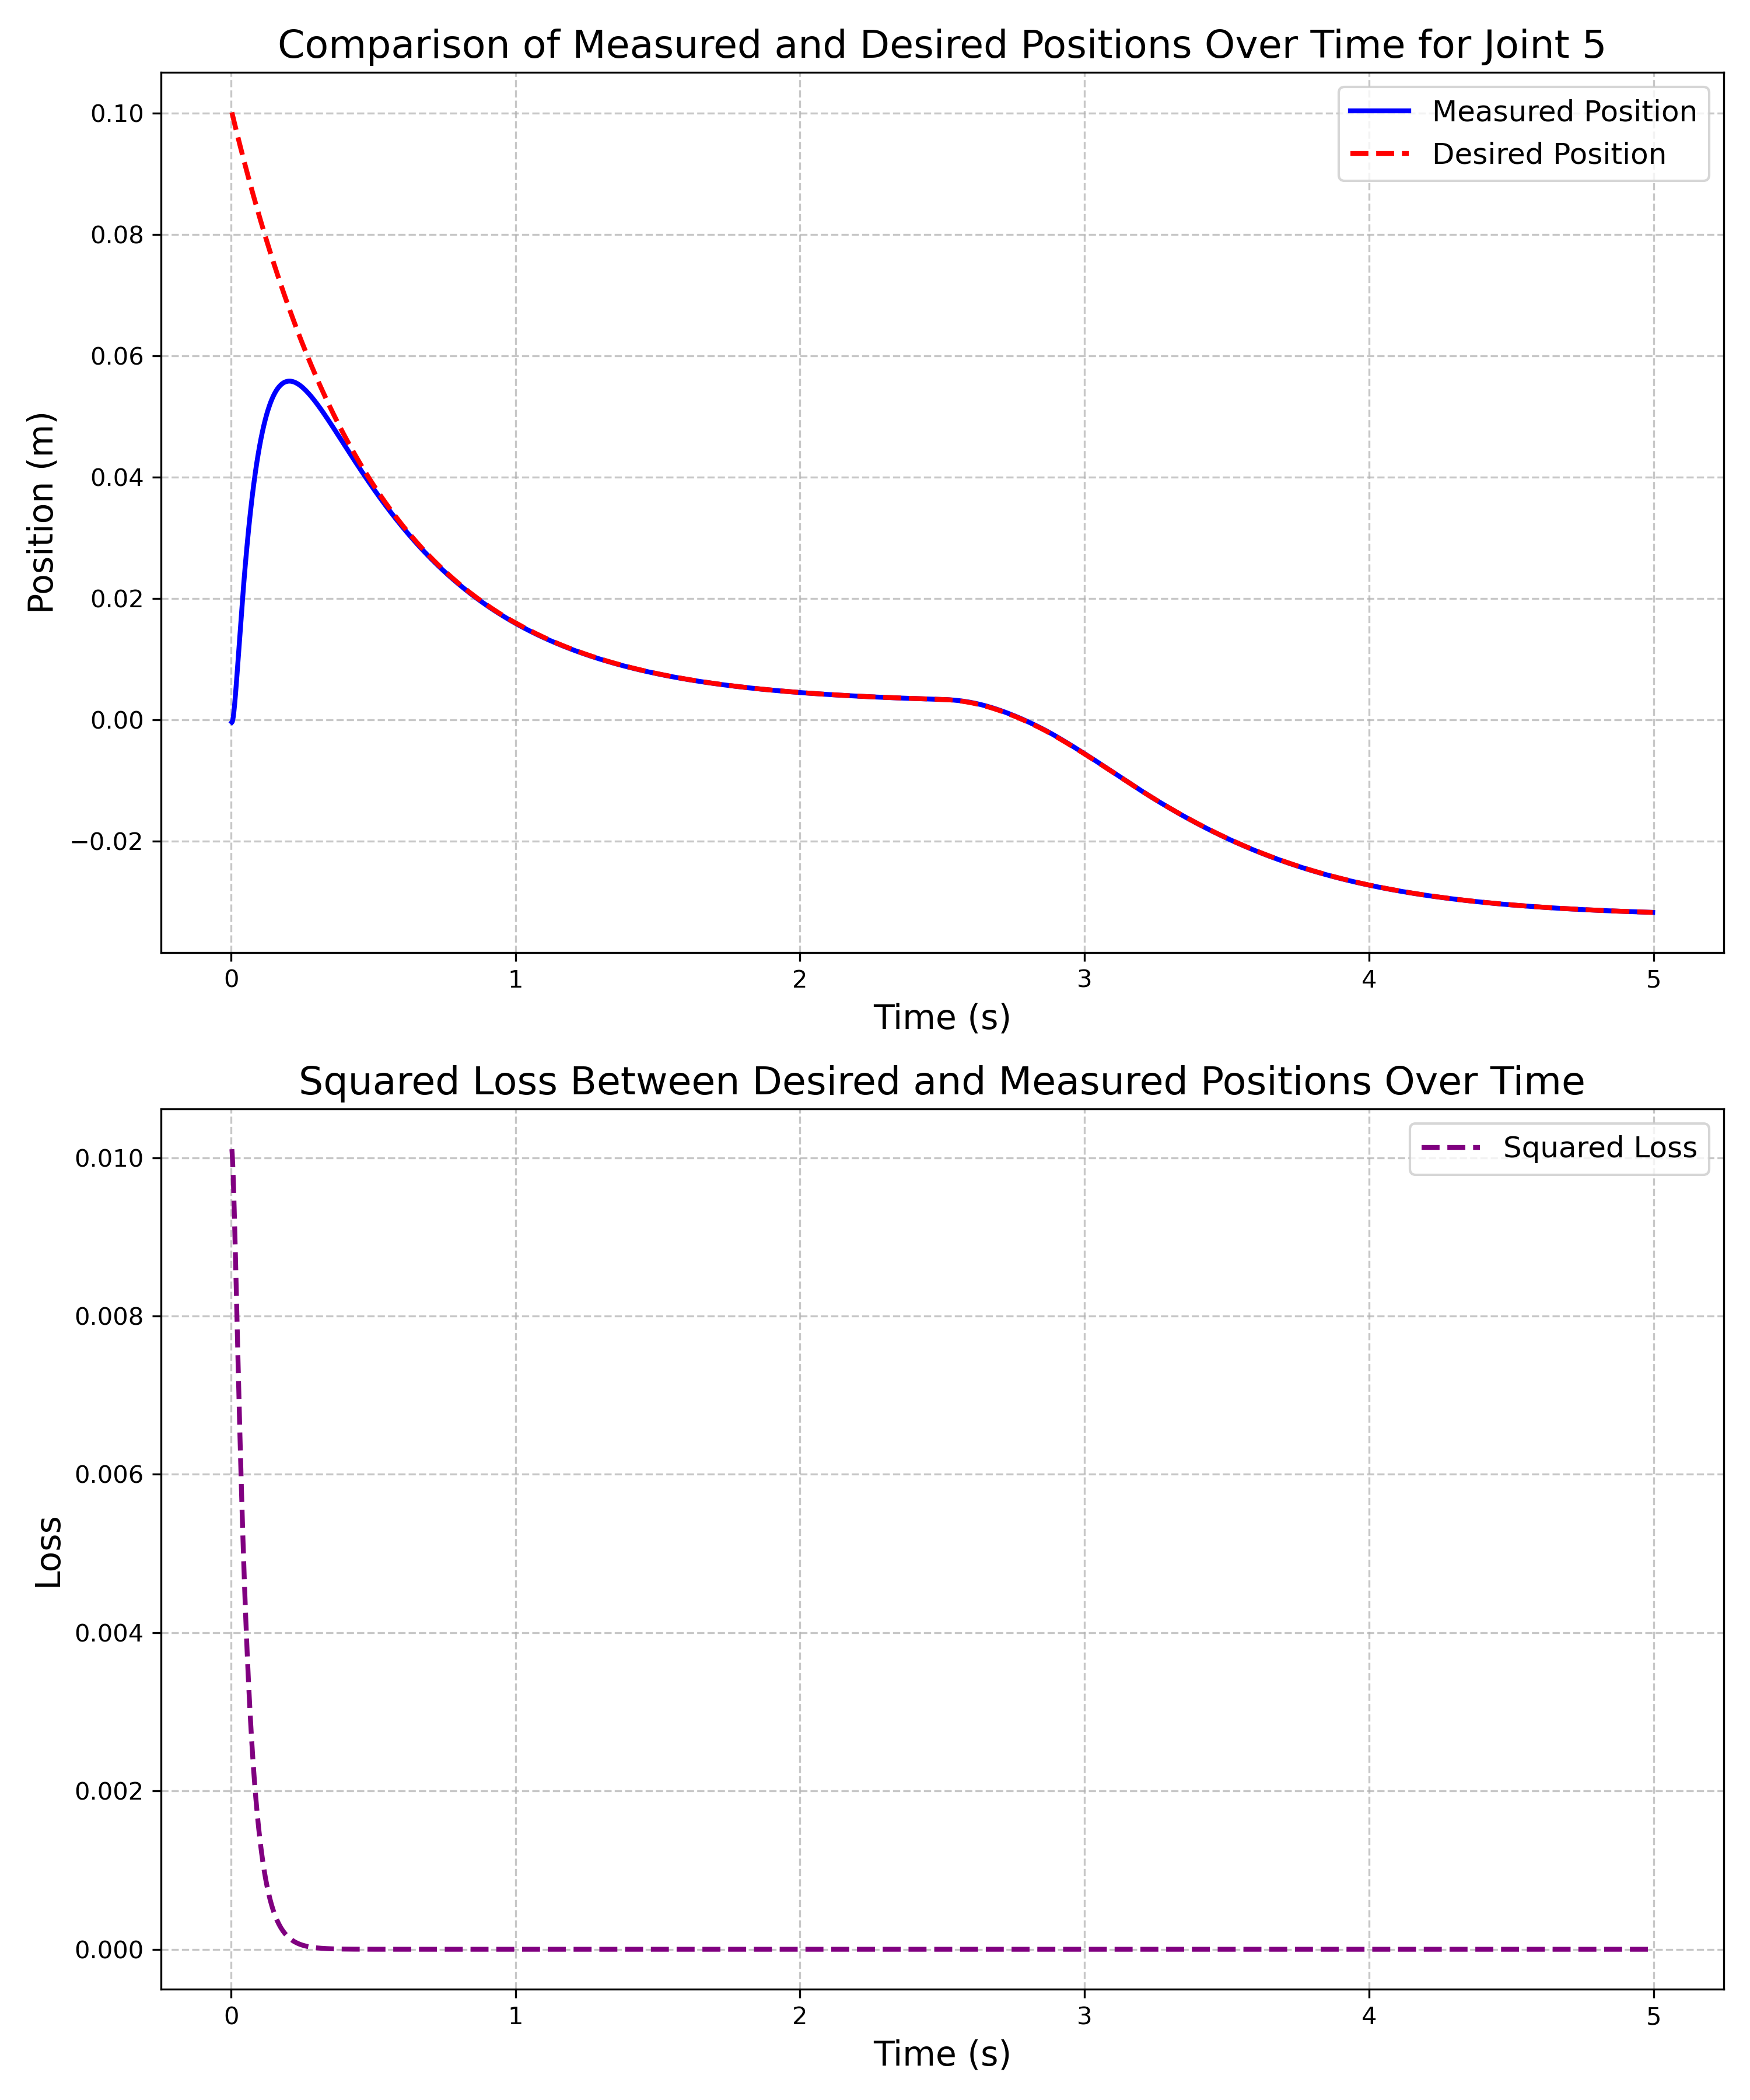 Comparison of Measured and Desired Positions Over Time for Joint 5
Measured Position
Desired Position
Position (m)
0.10
0.08
0.06
0.04
0.02
0.00
−0.02
0
1
2
3
4
5
Time (s)
Squared Loss Between Desired and Measured Positions Over Time
Squared Loss
Loss
0.010
0.008
0.006
0.004
0.002
0.000
0
1
2
3
4
5
Time (s)